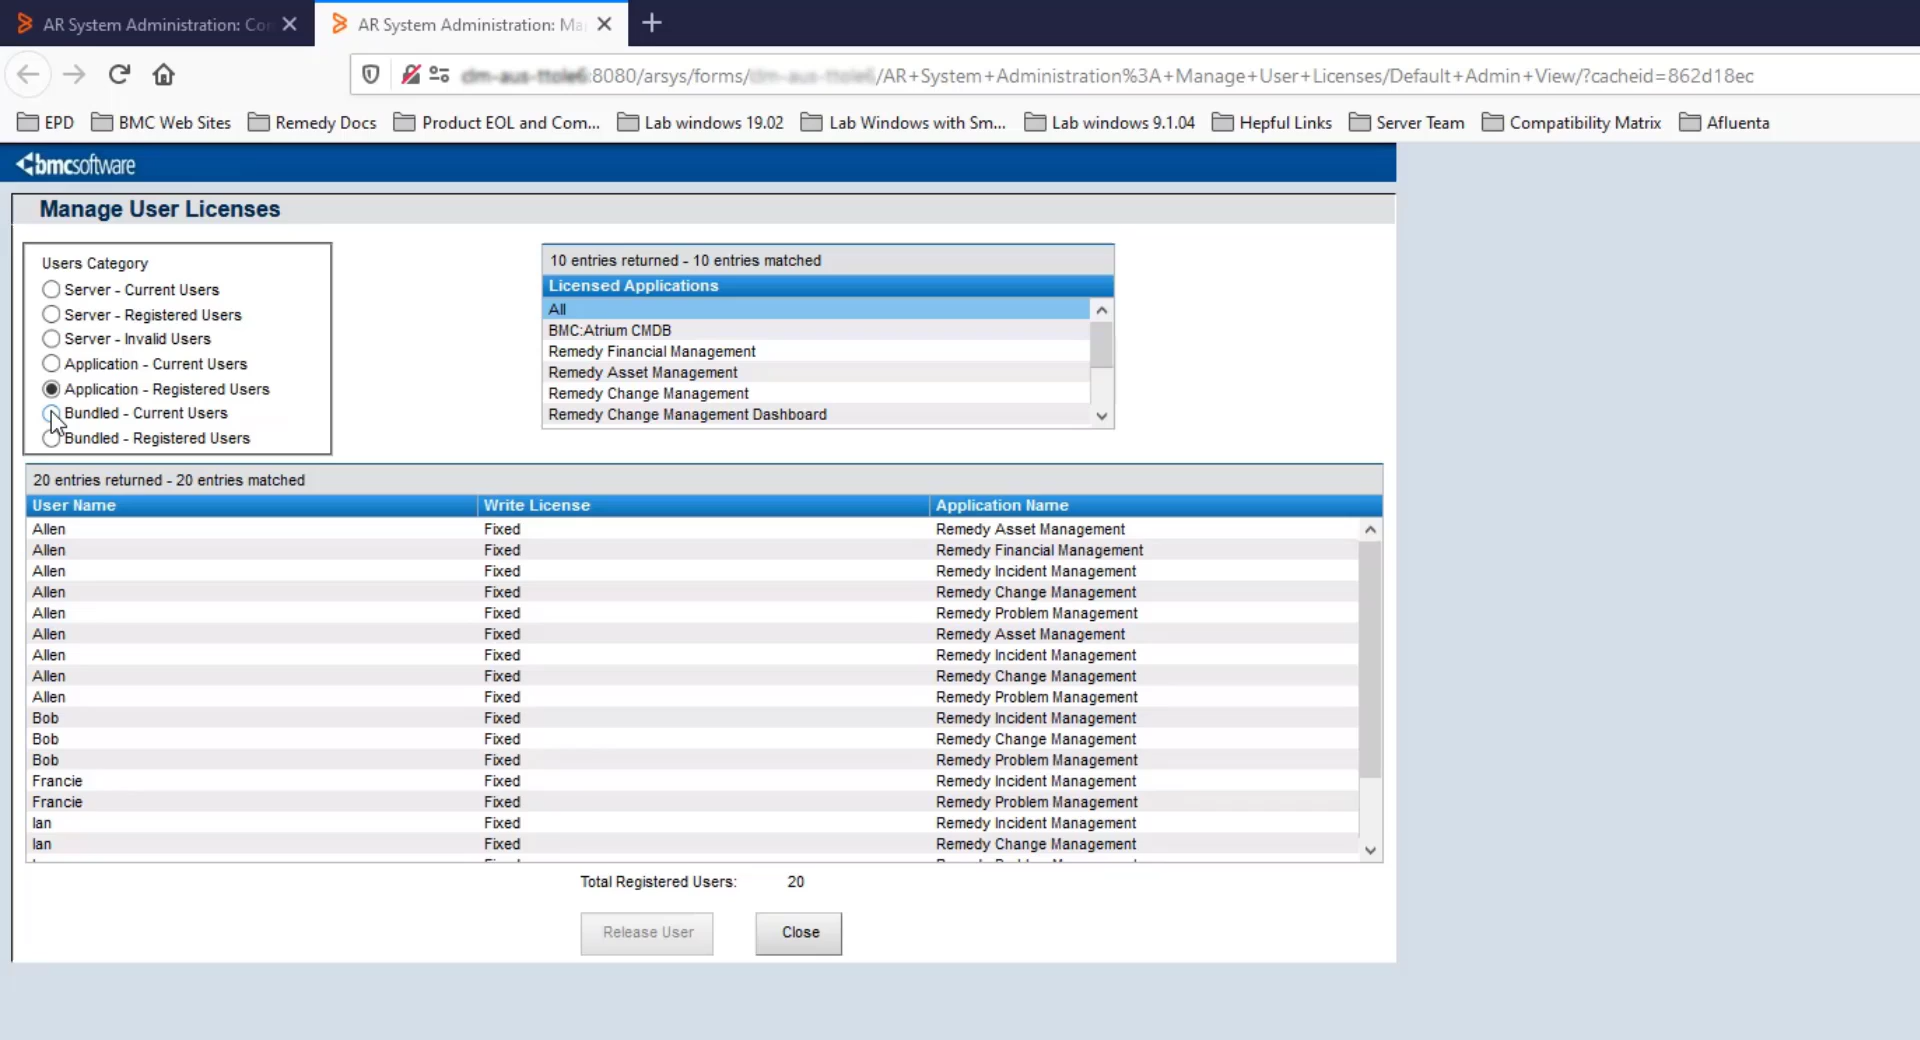 AR System Administration: Co
AR System Administration: Ma
:8080/arsys/forms/ /AR+System+Administration%3A+Manage+User+Licenses/Default+Admin+View/?cacheid=862d18ec
EPD BMC Web Sites Remedy Docs Product EOL and Com... Lab windows 19.02 Lab Windows with Sm... Lab windows 9.1.04 Hepful Links Server Team Compatibility Matrix Afluenta
bmcsoftware
Manage User Licenses
Users Category
Server - Current Users
Server - Registered Users
Server - Invalid Users
Application - Current Users
Application - Registered Users
Bundled - Current Users
Bundled - Registered Users
10 entries returned - 10 entries matched
Licensed Applications
All
BMC:Atrium CMDB
Remedy Financial Management
Remedy Asset Management
Remedy Change Management
Remedy Change Management Dashboard
20 entries returned - 20 entries matched
User Name Write License Application Name
Allen Fixed Remedy Asset Management
Allen Fixed Remedy Financial Management
Allen Fixed Remedy Incident Management
Allen Fixed Remedy Change Management
Allen Fixed Remedy Problem Management
Allen Fixed Remedy Asset Management
Allen Fixed Remedy Incident Management
Allen Fixed Remedy Change Management
Allen Fixed Remedy Problem Management
Bob Fixed Remedy Incident Management
Bob Fixed Remedy Change Management
Bob Fixed Remedy Problem Management
Francie Fixed Remedy Incident Management
Francie Fixed Remedy Problem Management
Ian Fixed Remedy Incident Management
Ian Fixed Remedy Change Management
Total Registered Users: 20
Release User Close